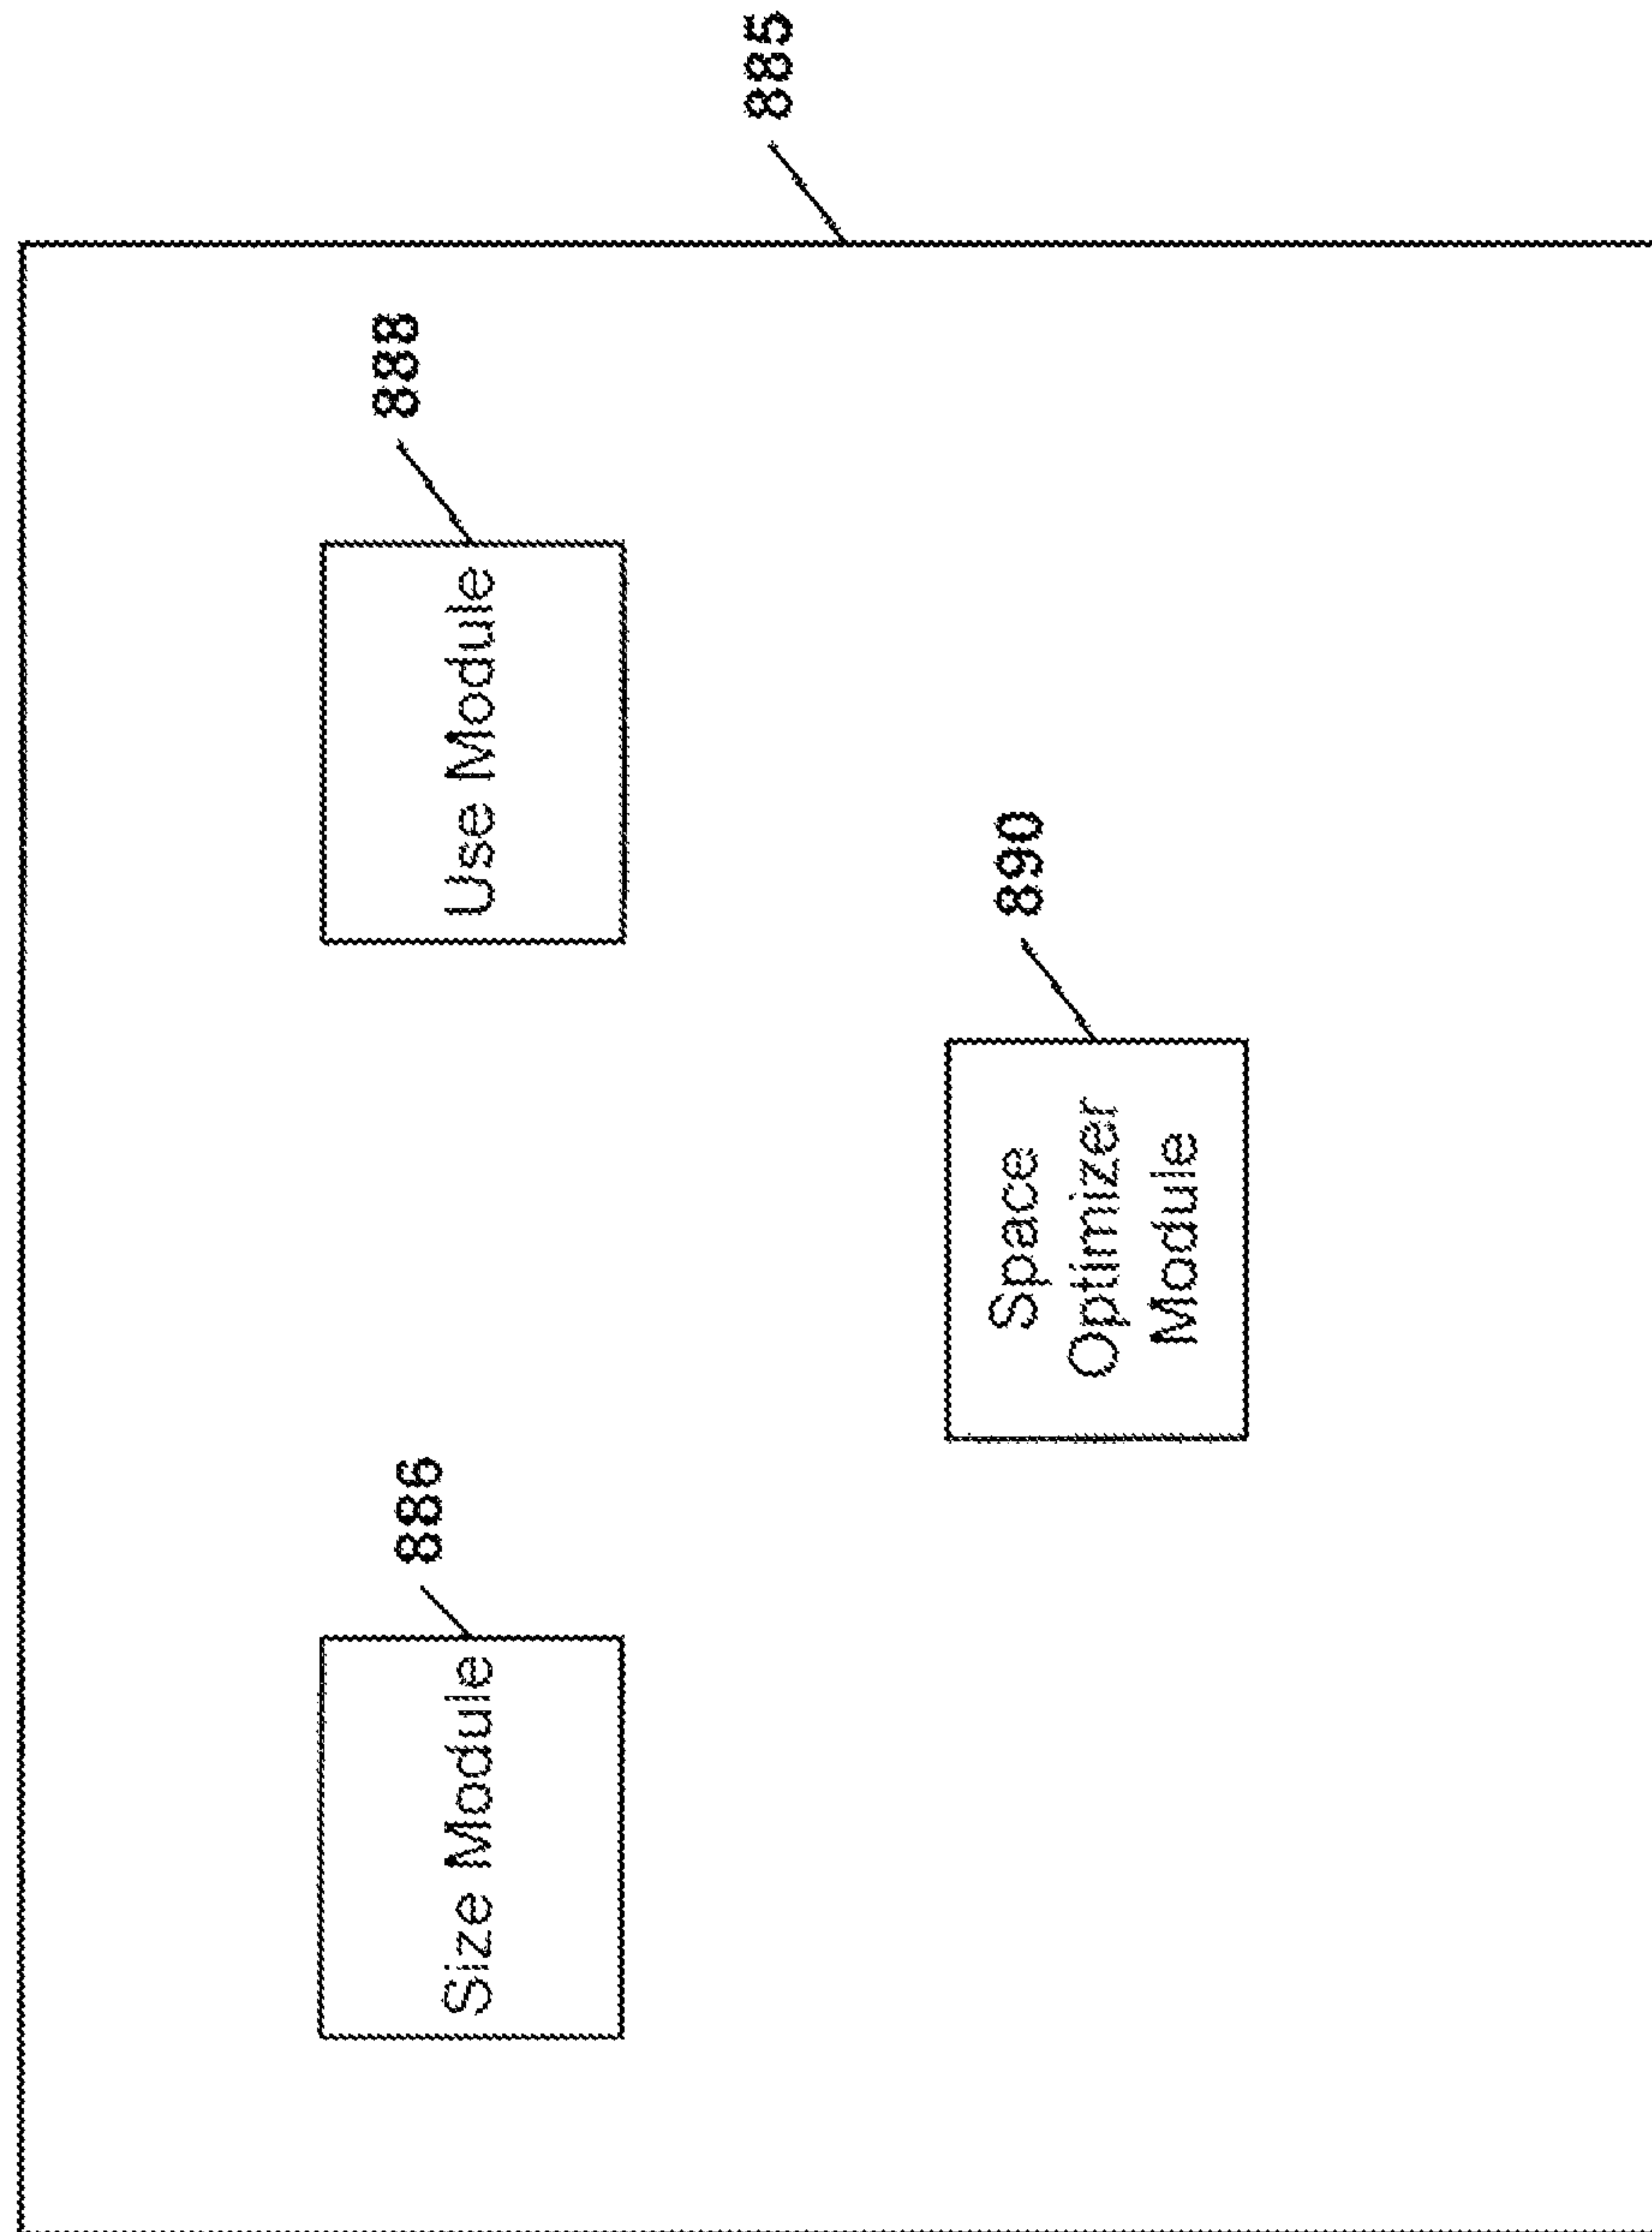 885
886
Size Module
888
Use Module
890
Space
Optimizer
Module